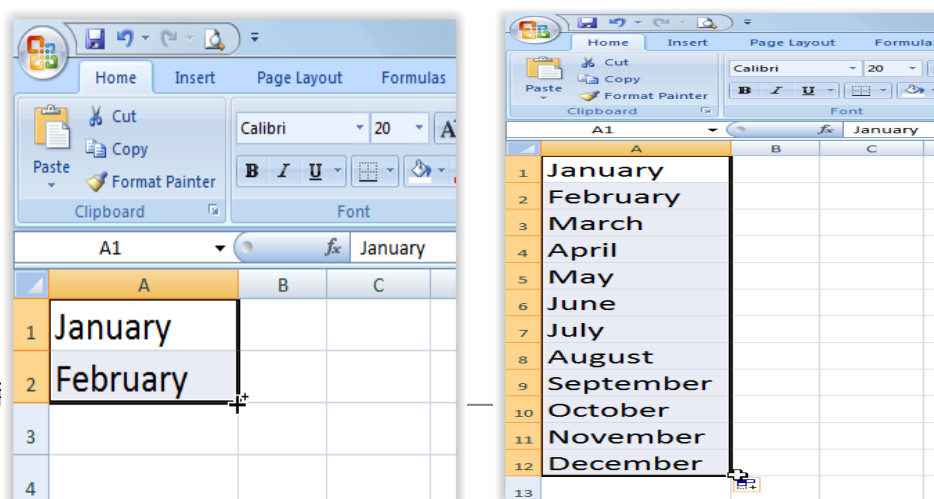 Home Insert Page Layout Formulas
Cut
Copy
Paste
Format Painter
Calibri 20 A
B I U
Clipboard Font
A1 fx January
A B C
1 January
2 February
3
4
Home Insert Page Layout Formula
Cut
Copy
Paste
Format Painter
Calibri 20
B I U
Clipboard Font
A1 fx January
A B C
1 January
2 February
3 March
4 April
5 May
6 June
7 July
8 August
9 September
10 October
11 November
12 December
13